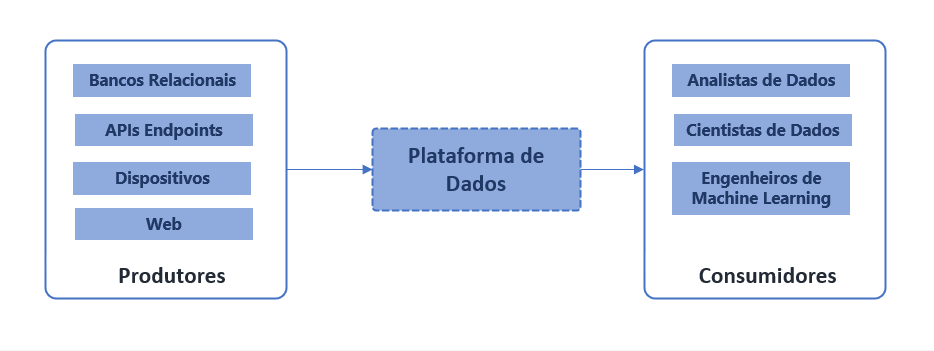 Bancos Relacionais
APIs Endpoints
Dispositivos
Web
Produtores
Plataforma de
Dados
Analistas de Dados
Cientistas de Dados
Engenheiros de
Machine Learning
Consumidores